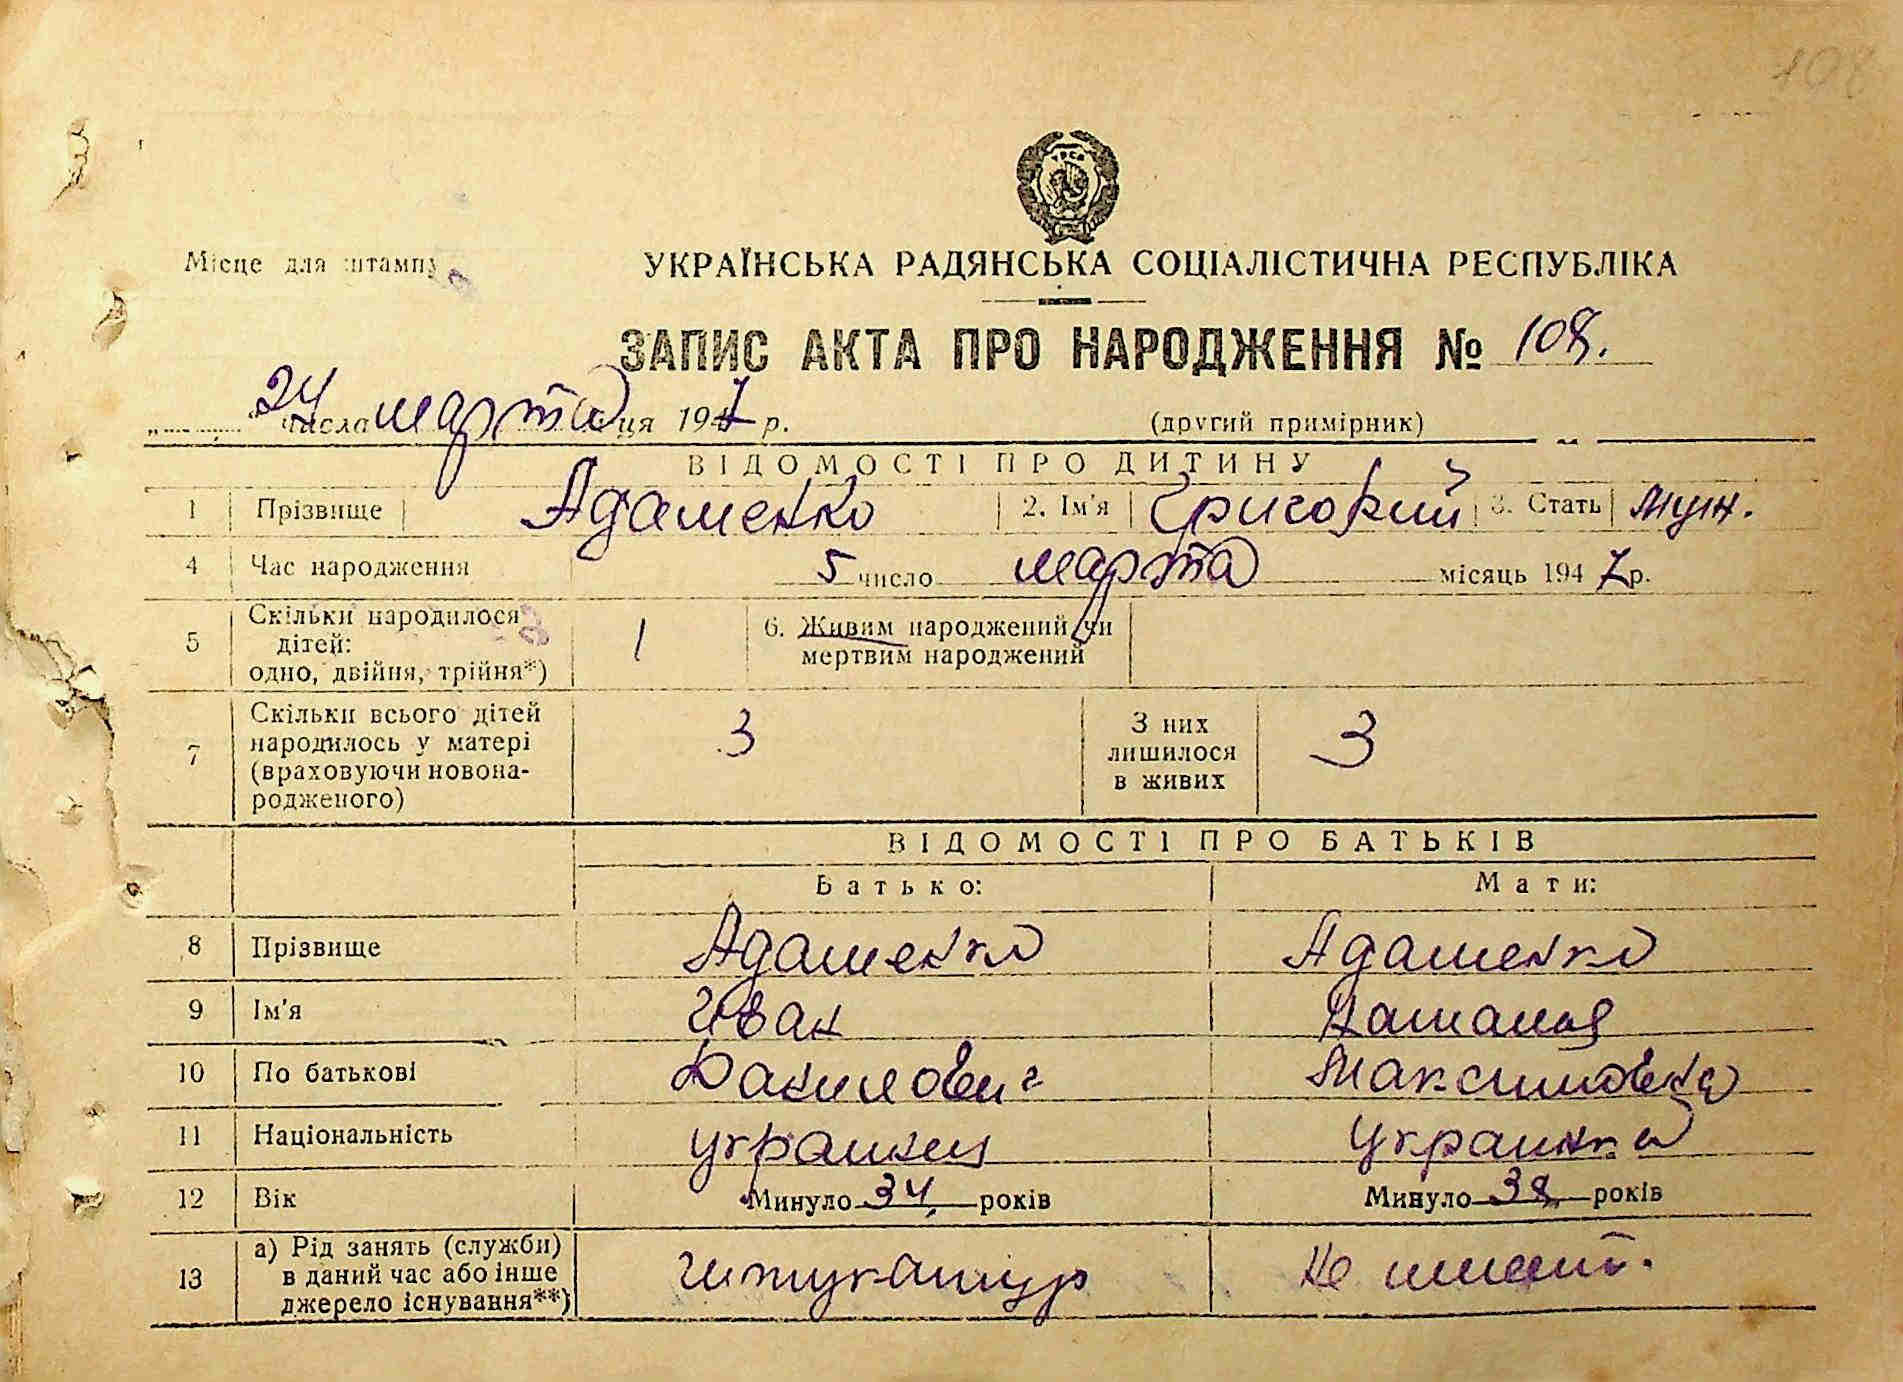 108
Місце для штампу
УКРАЇНСЬКА РАДЯНСЬКА СОЦІАЛІСТИЧНА РЕСПУБЛІКА
ЗАПИС АКТА ПРО НАРОДЖЕННЯ № 108.
24 числа марта місяця 1947 р. (другий примірник)
ВІДОМОСТІ ПРО ДИТИНУ
1 Прізвище Адаменко 2. Ім'я Григорий 3. Стать муж.
4 Час народження 5 число марта місяць 1947 р.
5 Скільки народилося дітей: одно, двійня, трійня*) 1 6. Живим народжений чи мертвим народжений
7 Скільки всього дітей народилось у матері (враховуючи новонародженого) 3 З них лишилося в живих 3
ВІДОМОСТІ ПРО БАТЬКІВ
Батько: Мати:
8 Прізвище Адаменко Адаменко
9 Ім'я Иван Наталия
10 По батькові Данилович Максимовна
11 Національність украинец украинка
12 Вік Минуло 34 років Минуло 38 років
13 а) Рід занять (служби) в даний час або інше джерело існування**) штукатур не имеет.